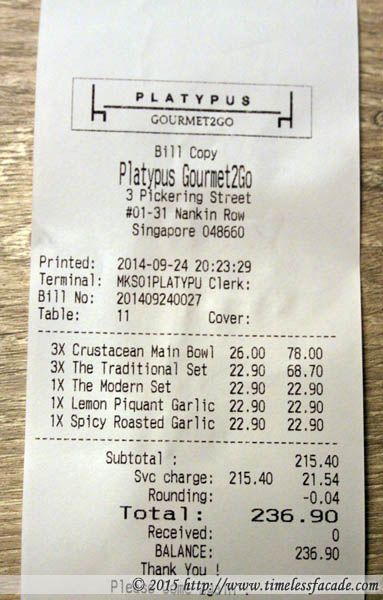 PLATYPUS
GOURMET2GO
Bill Copy
Platypus Gourmet2Go
3 Pickering Street
#01-31 Nankin Row
Singapore 048660
Printed: 2014-09-24 20:23:29
Terminal: MKS01PLATYPU Clerk:
Bill No: 201409240027
Table: 11 Cover:
3X Crustacean Main Bowl 26.00 78.00
3X The Traditional Set 22.90 68.70
1X The Modern Set 22.90 22.90
1X Lemon Piquant Garlic 22.90 22.90
1X Spicy Roasted Garlic 22.90 22.90
Subtotal : 215.40
Svc charge: 215.40 21.54
Rounding: -0.04
Total: 236.90
Received: 0
BALANCE: 236.90
Thank You !
Please Come Again !
© 2015 http://www.timelessfacade.com